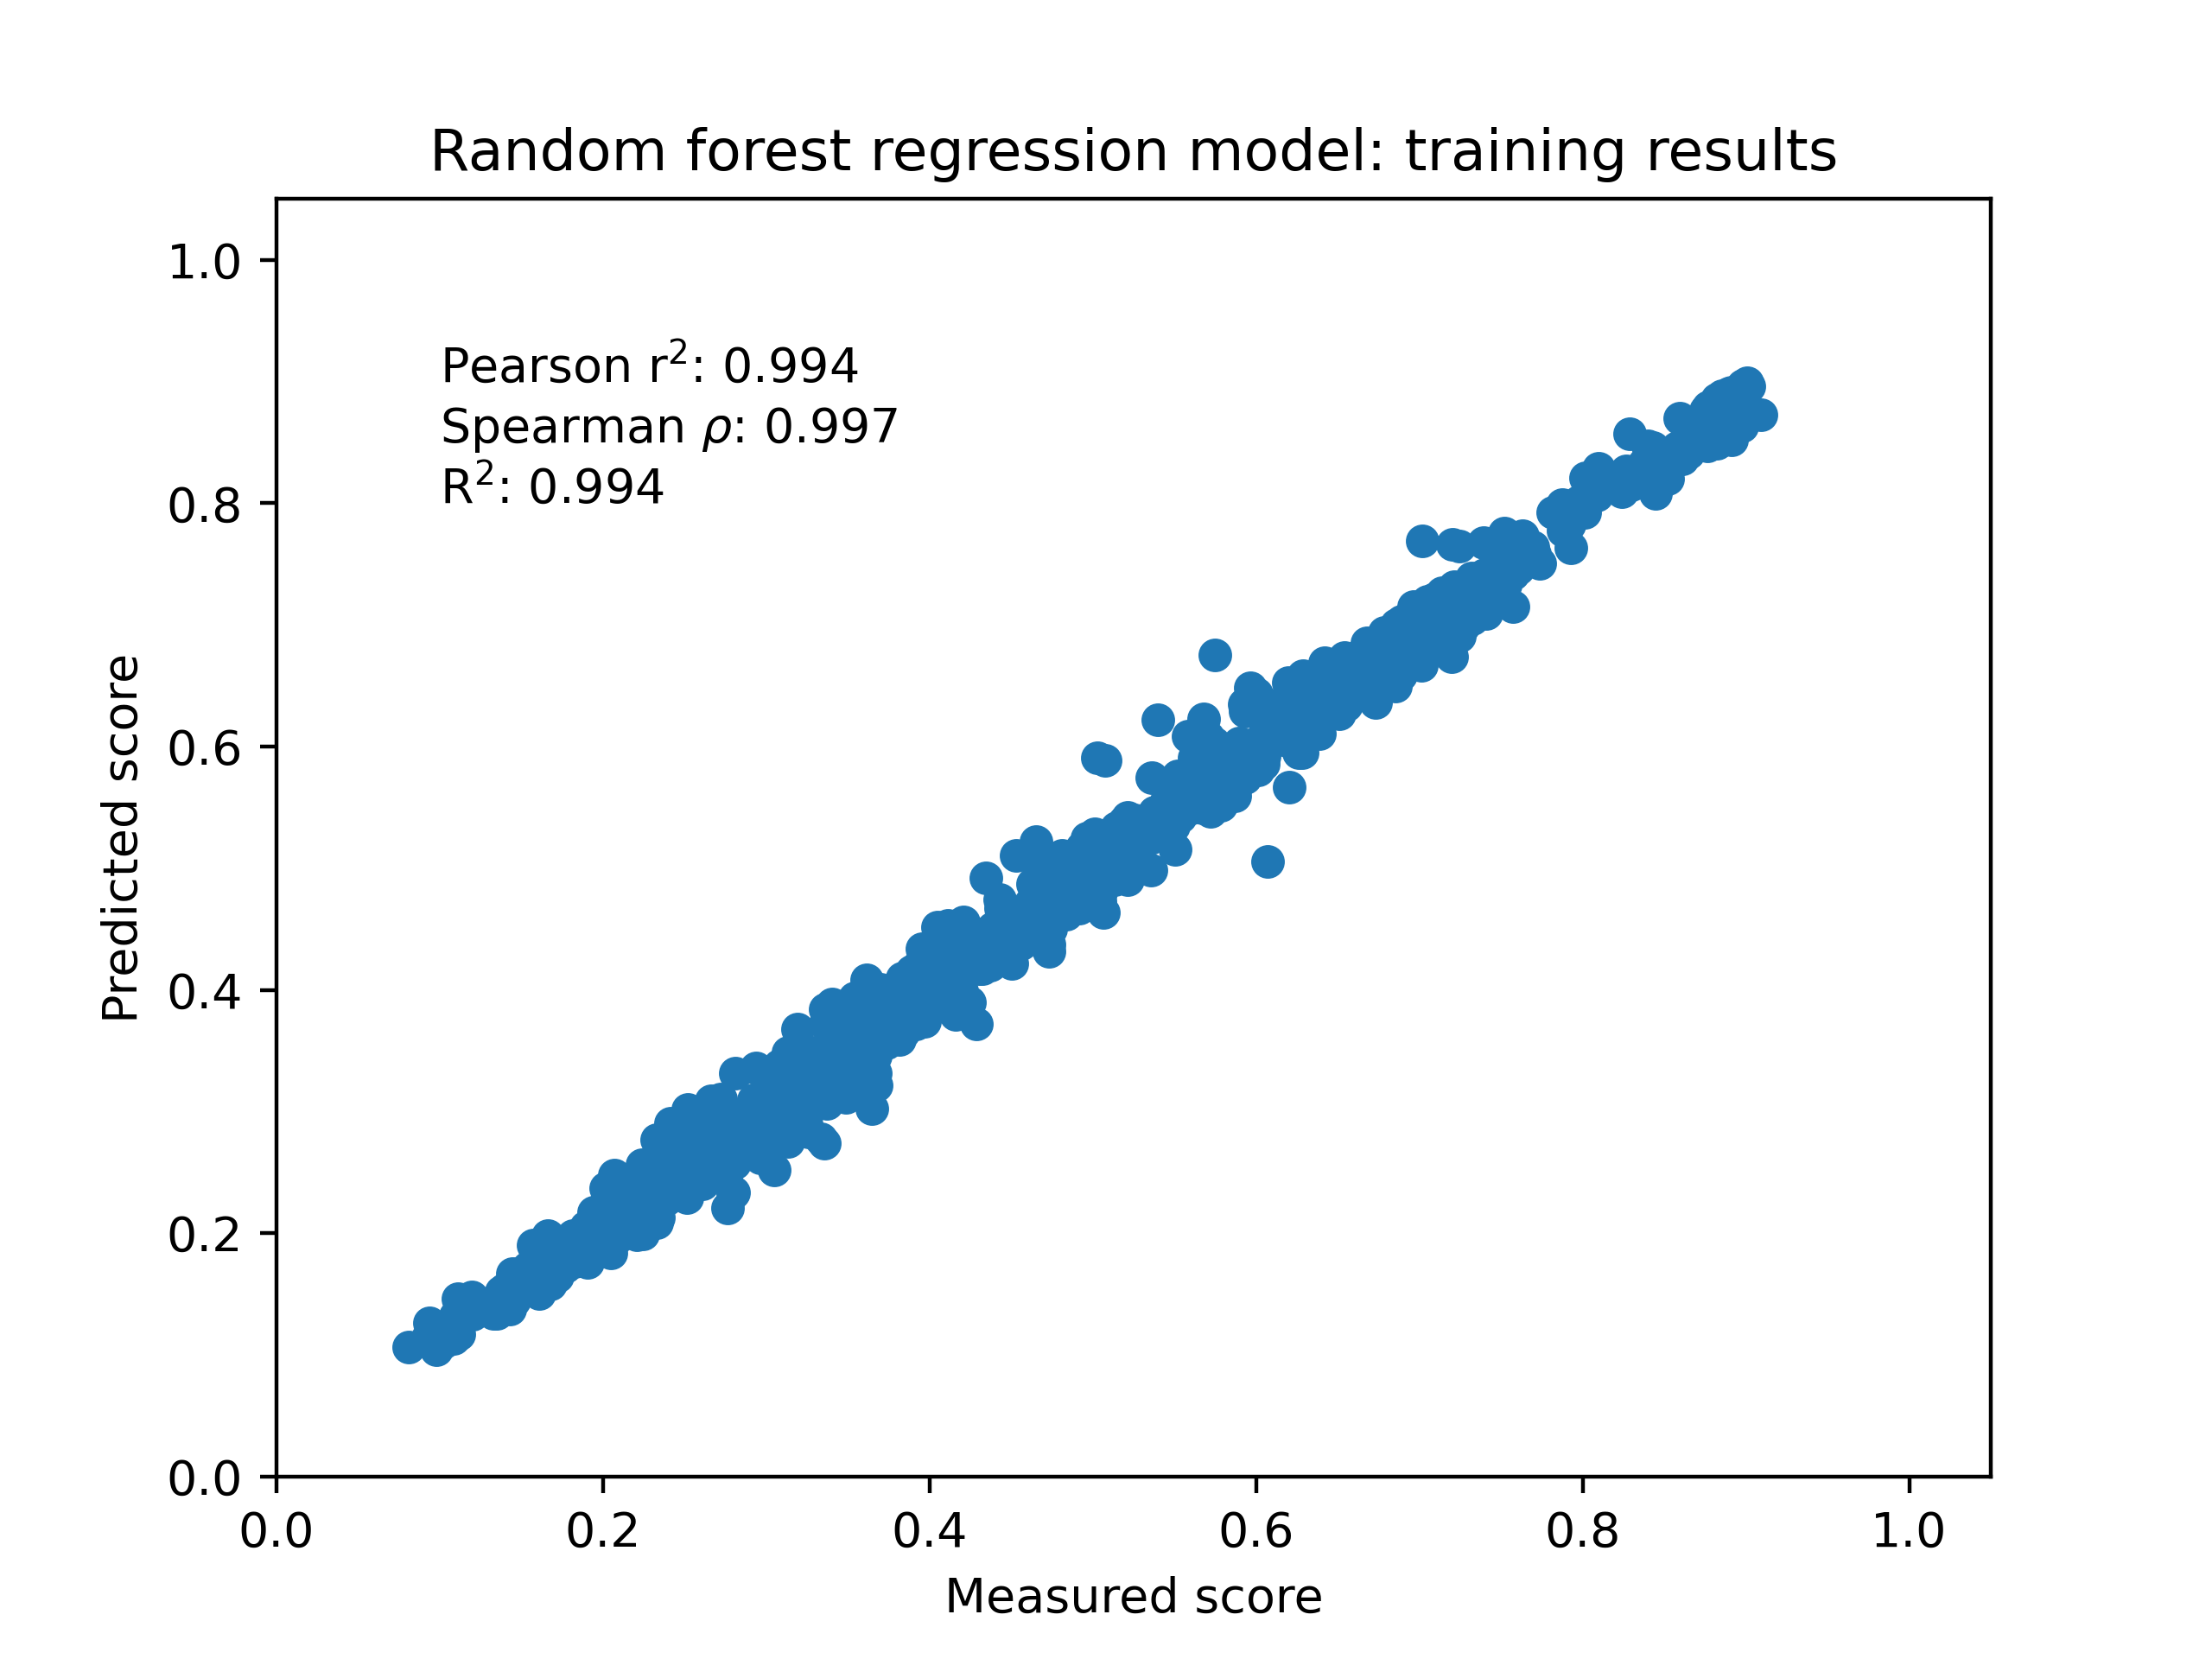 Random forest regression model: training results
1.0
Pearson r²: 0.994
Spearman ρ: 0.997
R²: 0.994
0.8
0.6
0.4
0.2
0.0
Predicted score
0.0 0.2 0.4 0.6 0.8 1.0
Measured score